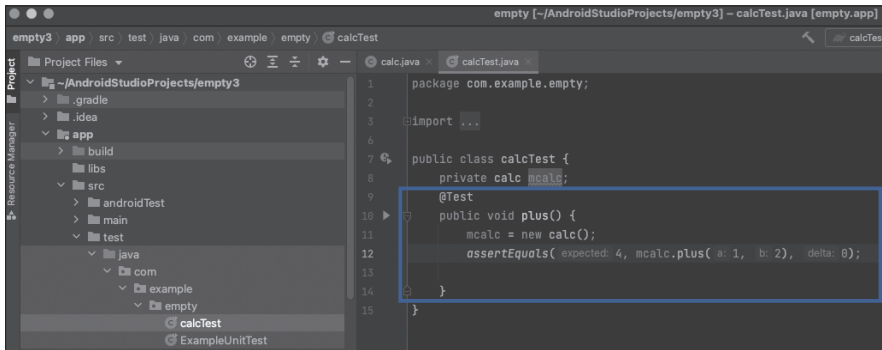 empty [~/AndroidStudioProjects/empty3] – calcTest.java [empty.app]
empty3 〉 app 〉 src 〉 test 〉 java 〉 com 〉 example 〉 empty 〉 calcTest
calcTes
Project Files
calc.java
calcTest.java
Project
Resource Manager
~/AndroidStudioProjects/empty3
.gradle
.idea
app
build
libs
src
androidTest
main
test
java
com
example
empty
calcTest
ExampleUnitTest
1 package com.example.empty;
2
3 import ...
6
7 public class calcTest {
8 private calc mcalc;
9 @Test
10 public void plus() {
11 mcalc = new calc();
12 assertEquals( expected: 4, mcalc.plus( a: 1, b: 2), delta: 0);
13
14 }
15 }